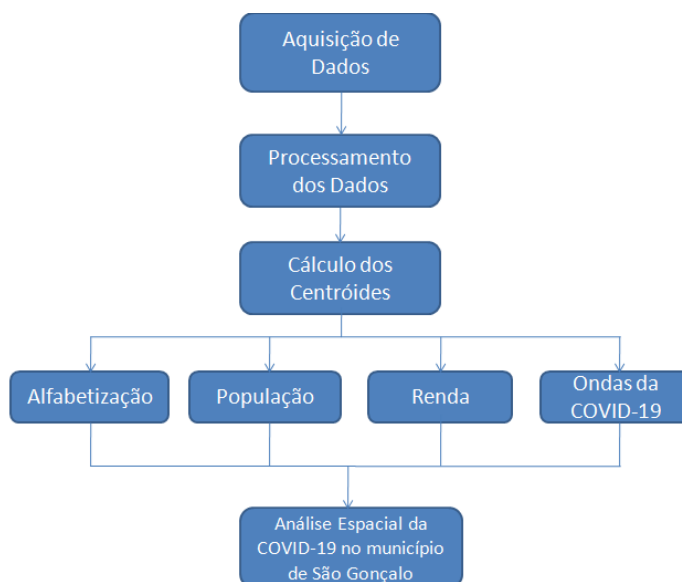 Aquisição de
Dados
Processamento
dos Dados
Cálculo dos
Centróides
Alfabetização
População
Renda
Ondas da
COVID-19
Análise Espacial da
COVID-19 no município
de São Gonçalo